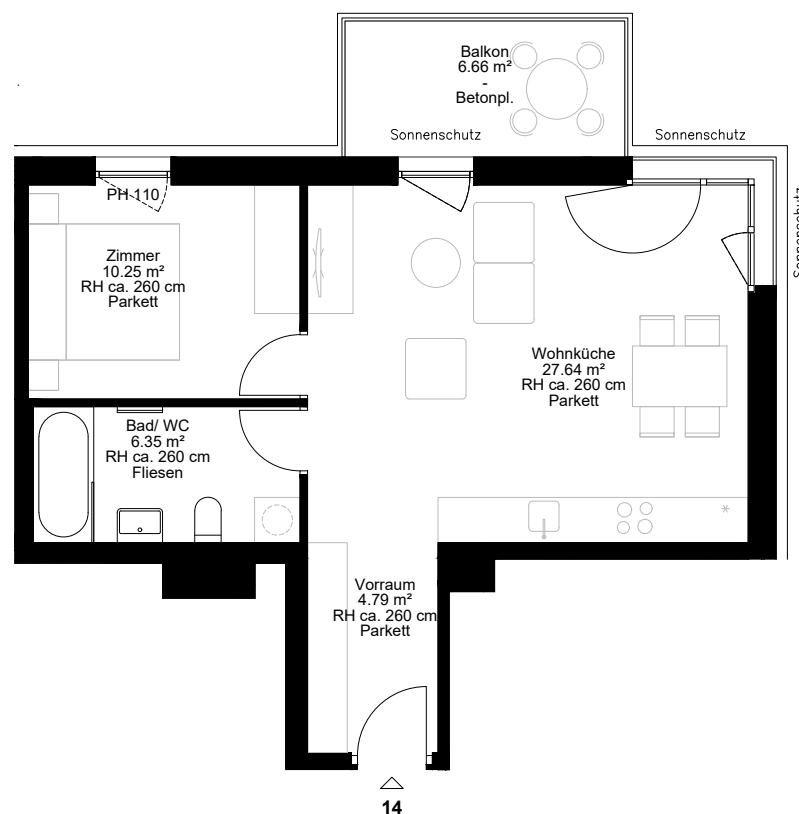 Balkon
6.66 m²
-
Betonpl.
Sonnenschutz
Sonnenschutz
Sonnenschutz
PH 110
Zimmer
10.25 m²
RH ca. 260 cm
Parkett
Wohnküche
27.64 m²
RH ca. 260 cm
Parkett
Bad/ WC
6.35 m²
RH ca. 260 cm
Fliesen
Vorraum
4.79 m²
RH ca. 260 cm
Parkett
14